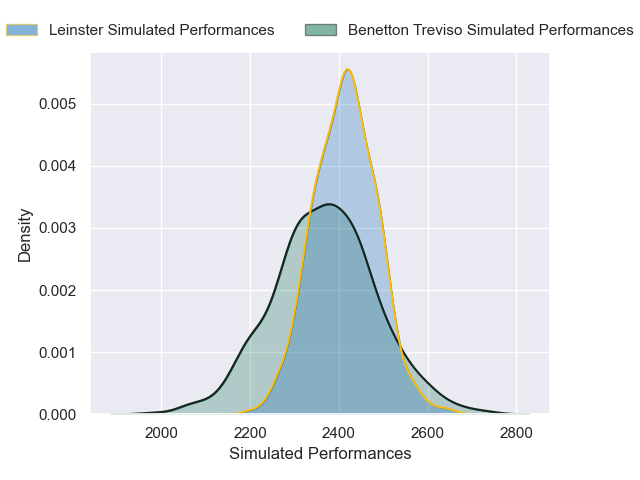 Leinster Simulated Performances
Benetton Treviso Simulated Performances
0.005
0.004
0.003
0.002
0.001
0.000
Density
2000
2200
2400
2600
2800
Simulated Performances